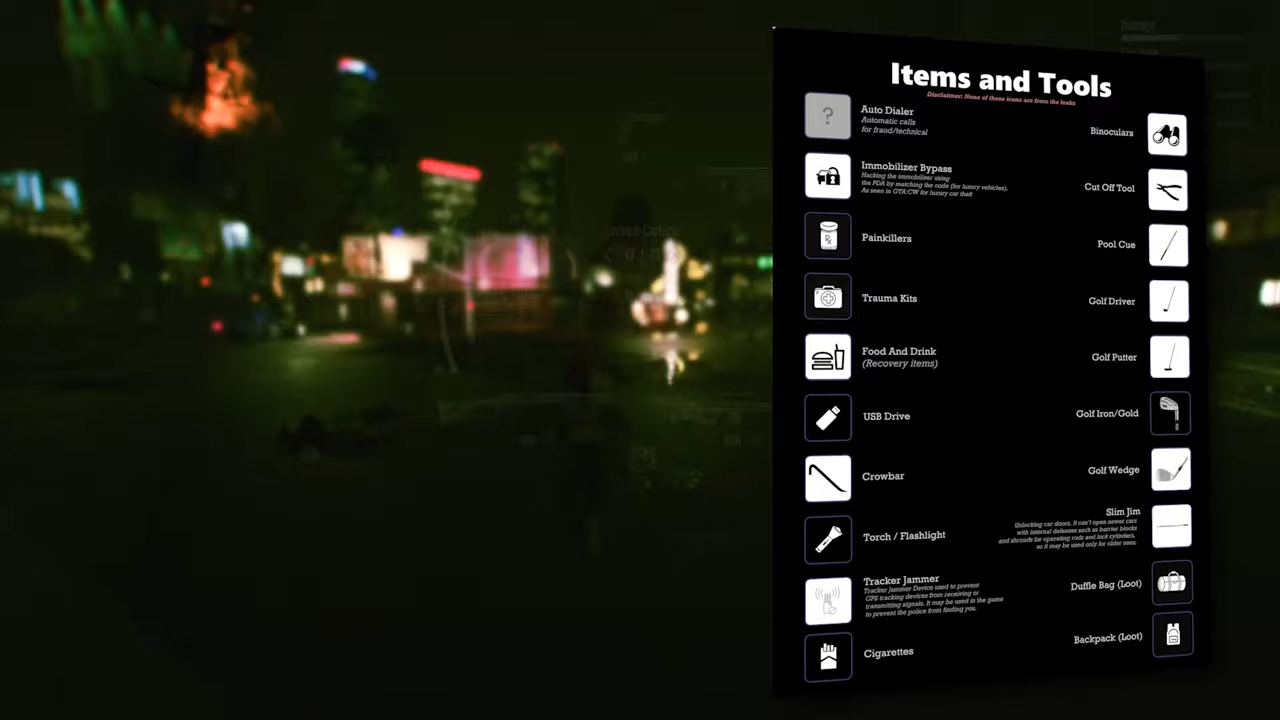 Items and Tools
Disclaimer: None of these icons are from the leaks
Auto Dialer
Automatic calls
for fraud/technical
Immobilizer Bypass
Hacking the immobilizer using
the PDA by matching the code (for luxury vehicles).
As seen in GTA:CW for luxury car theft
Painkillers
Trauma Kits
Food And Drink
(Recovery items)
USB Drive
Crowbar
Torch / Flashlight
Tracker Jammer
Tracker Jammer Device used to prevent
GPS tracking devices from receiving or
transmitting signals. It may be used in the game
to prevent the police from finding you.
Cigarettes
Binoculars
Cut Off Tool
Pool Cue
Golf Driver
Golf Putter
Golf Iron/Gold
Golf Wedge
Slim Jim
Unlocking car doors. It can't open newer cars
with internal defenses such as barrier blocks
and shrouds for operating rods and lock cylinders,
so it may be used only for older ones.
Duffle Bag (Loot)
Backpack (Loot)
Damage